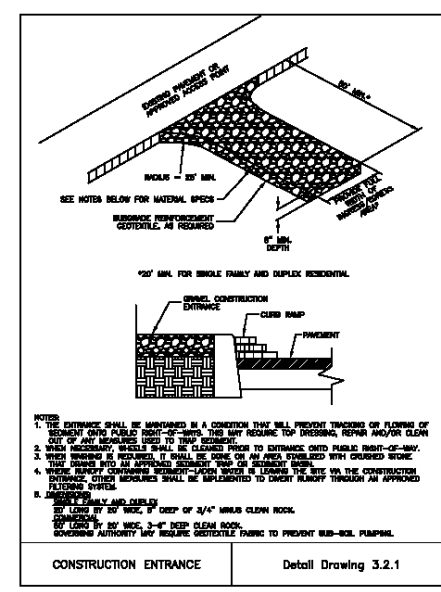 EXISTING PAVEMENT OR
APPROVED ACCESS POINT
50' MIN.*
RADIUS = 25' MIN.
PROVIDE FULL
WIDTH OF
INGRESS/EGRESS
AREA
SEE NOTES BELOW FOR MATERIAL SPECS
SUBGRADE REINFORCEMENT
GEOTEXTILE, AS REQUIRED
MIN.
DEPTH
*20' MIN. FOR SINGLE FAMILY AND DUPLEX RESIDENTIAL
GRAVEL CONSTRUCTION
ENTRANCE
CURB RAMP
PAVEMENT
NOTES:
1. THE ENTRANCE SHALL BE MAINTAINED IN A CONDITION THAT WILL PREVENT TRACKING OR FLOWING OF
SEDIMENT ONTO PUBLIC RIGHT-OF-WAYS. THIS MAY REQUIRE TOP DRESSING, REPAIR AND/OR CLEAN
OUT OF ANY MEASURES USED TO TRAP SEDIMENT.
2. WHEN NECESSARY, WHEELS SHALL BE CLEANED PRIOR TO ENTRANCE ONTO PUBLIC RIGHT-OF-WAY.
3. WHEN WASHING IS REQUIRED, IT SHALL BE DONE ON AN AREA STABILIZED WITH CRUSHED STONE
THAT DRAINS INTO AN APPROVED SEDIMENT TRAP OR SEDIMENT BASIN.
4. WHERE RUNOFF CONTAINING SEDIMENT-LADEN WATER IS LEAVING THE SITE VIA THE CONSTRUCTION
ENTRANCE, OTHER MEASURES SHALL BE IMPLEMENTED TO DIVERT RUNOFF THROUGH AN APPROVED
FILTERING SYSTEM.
5. DIMENSIONS:
SINGLE FAMILY AND DUPLEX
20' LONG BY 20' WIDE, DEEP OF 3/4" MINUS CLEAN ROCK.
COMMERCIAL
50' LONG BY 20' WIDE, 3-6" DEEP CLEAN ROCK.
GOVERNING AUTHORITY MAY REQUIRE GEOTEXTILE FABRIC TO PREVENT SUB-SOIL PUMPING.
CONSTRUCTION ENTRANCE
Detail Drawing 3.2.1